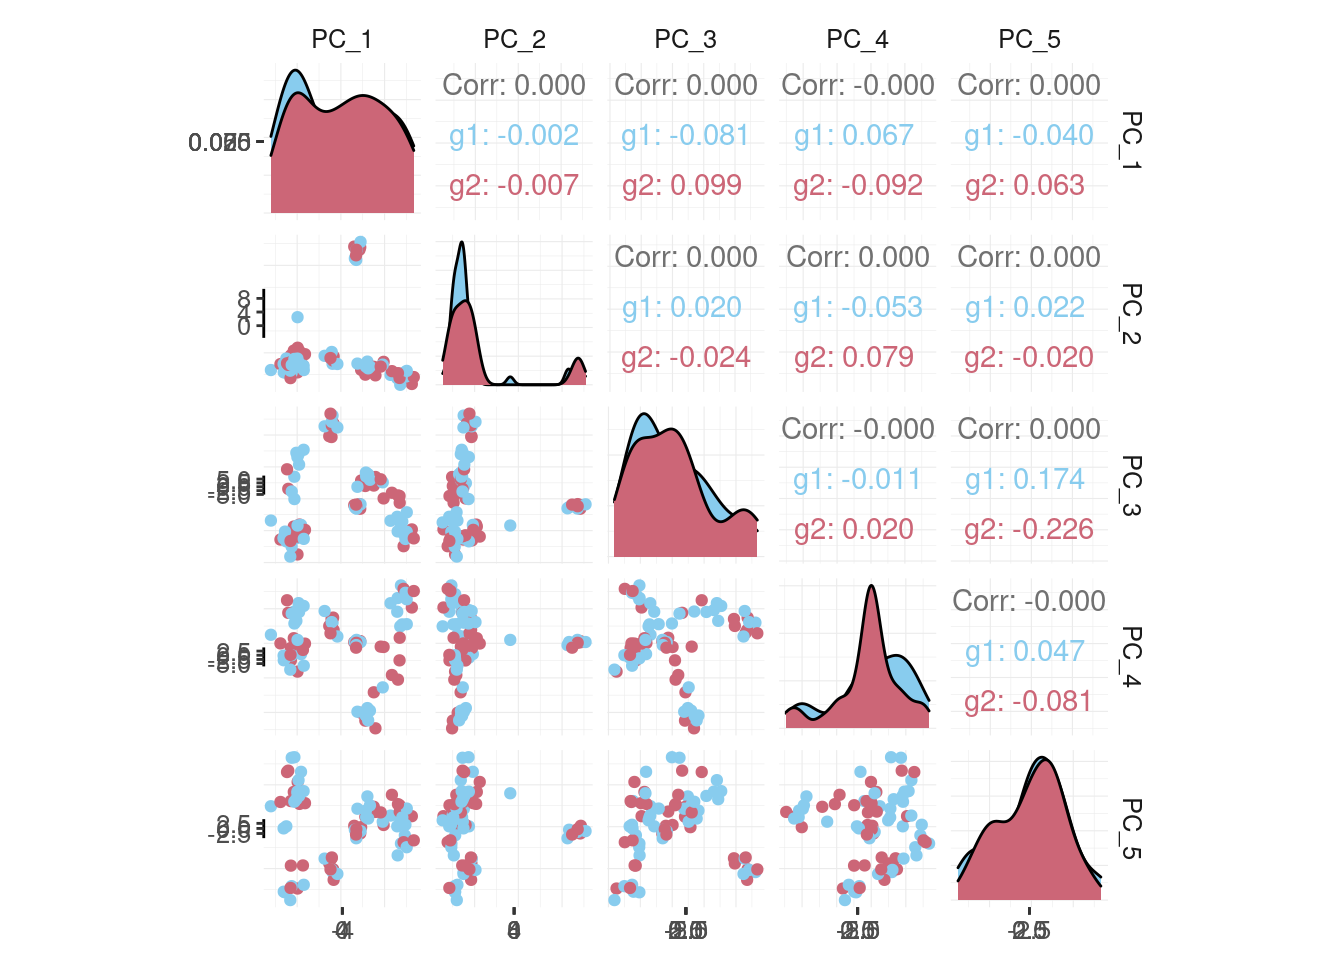 PC_1 PC_2 PC_3 PC_4 PC_5
Corr: 0.000 Corr: 0.000 Corr: -0.000 Corr: 0.000
g1: -0.002 g1: -0.081 g1: 0.067 g1: -0.040
g2: -0.007 g2: 0.099 g2: -0.092 g2: 0.063
PC_1
Corr: 0.000 Corr: 0.000 Corr: 0.000
g1: 0.020 g1: -0.053 g1: 0.022
g2: -0.024 g2: 0.079 g2: -0.020
PC_2
8
4
0
Corr: -0.000 Corr: 0.000
g1: -0.011 g1: 0.174
g2: 0.020 g2: -0.226
PC_3
Corr: -0.000
g1: 0.047
g2: -0.081
PC_4
PC_5